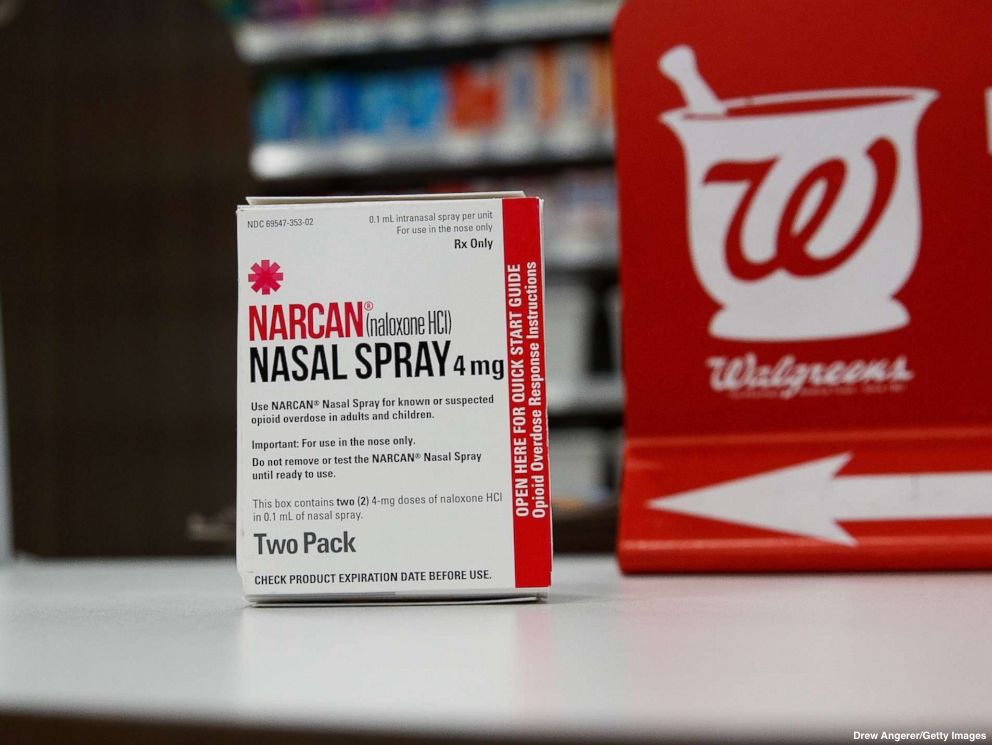 NDC 69547-353-02
0.1 mL intranasal spray per unit
For use in the nose only
Rx Only
NARCAN® (naloxone HCl)
NASAL SPRAY 4 mg
Use NARCAN® Nasal Spray for known or suspected
opioid overdose in adults and children.
Important: For use in the nose only.
Do not remove or test the NARCAN® Nasal Spray
until ready to use.
This box contains two (2) 4-mg doses of naloxone HCl
in 0.1 mL of nasal spray.
Two Pack
CHECK PRODUCT EXPIRATION DATE BEFORE USE.
OPEN HERE FOR QUICK START GUIDE
Opioid Overdose Response Instructions
W
Walgreens
Drew Angerer/Getty Images